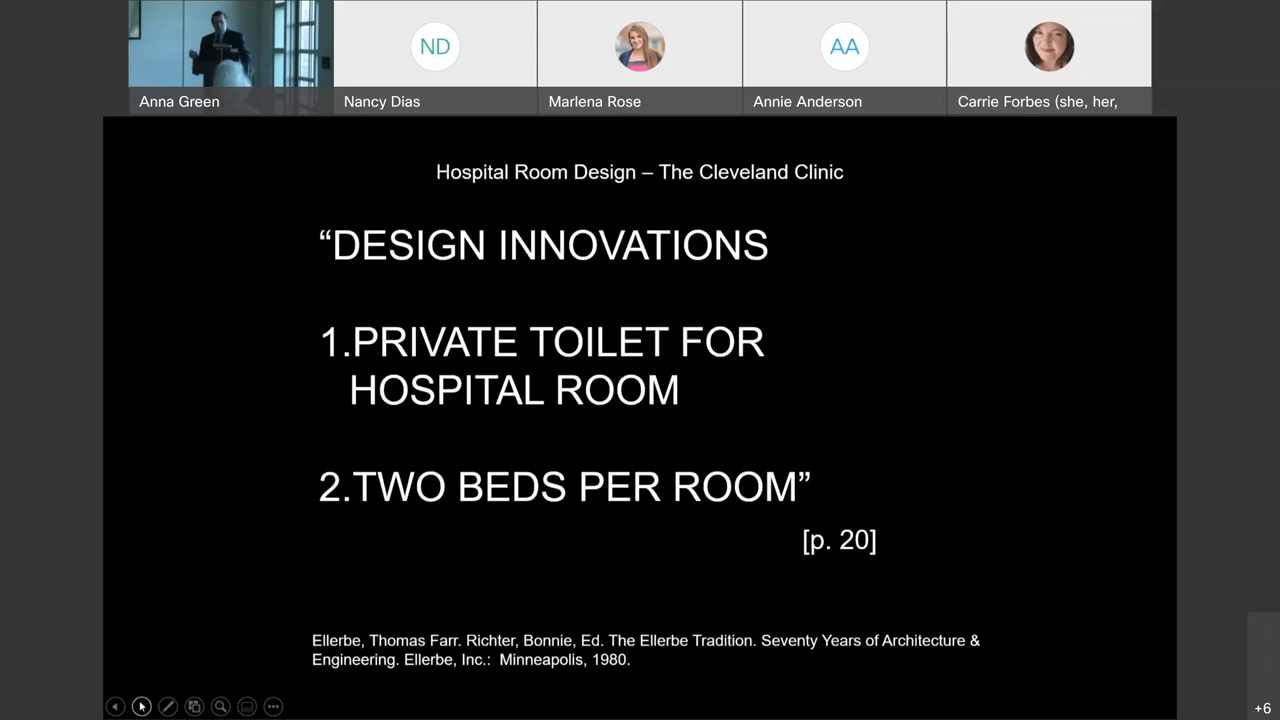 ND
AA
Anna Green
Nancy Dias
Marlena Rose
Annie Anderson
Carrie Forbes (she, her,
Hospital Room Design – The Cleveland Clinic
“DESIGN INNOVATIONS
1.PRIVATE TOILET FOR
HOSPITAL ROOM
2.TWO BEDS PER ROOM”
[p. 20]
Ellerbe, Thomas Farr. Richter, Bonnie, Ed. The Ellerbe Tradition. Seventy Years of Architecture &
Engineering. Ellerbe, Inc.: Minneapolis, 1980.
+6